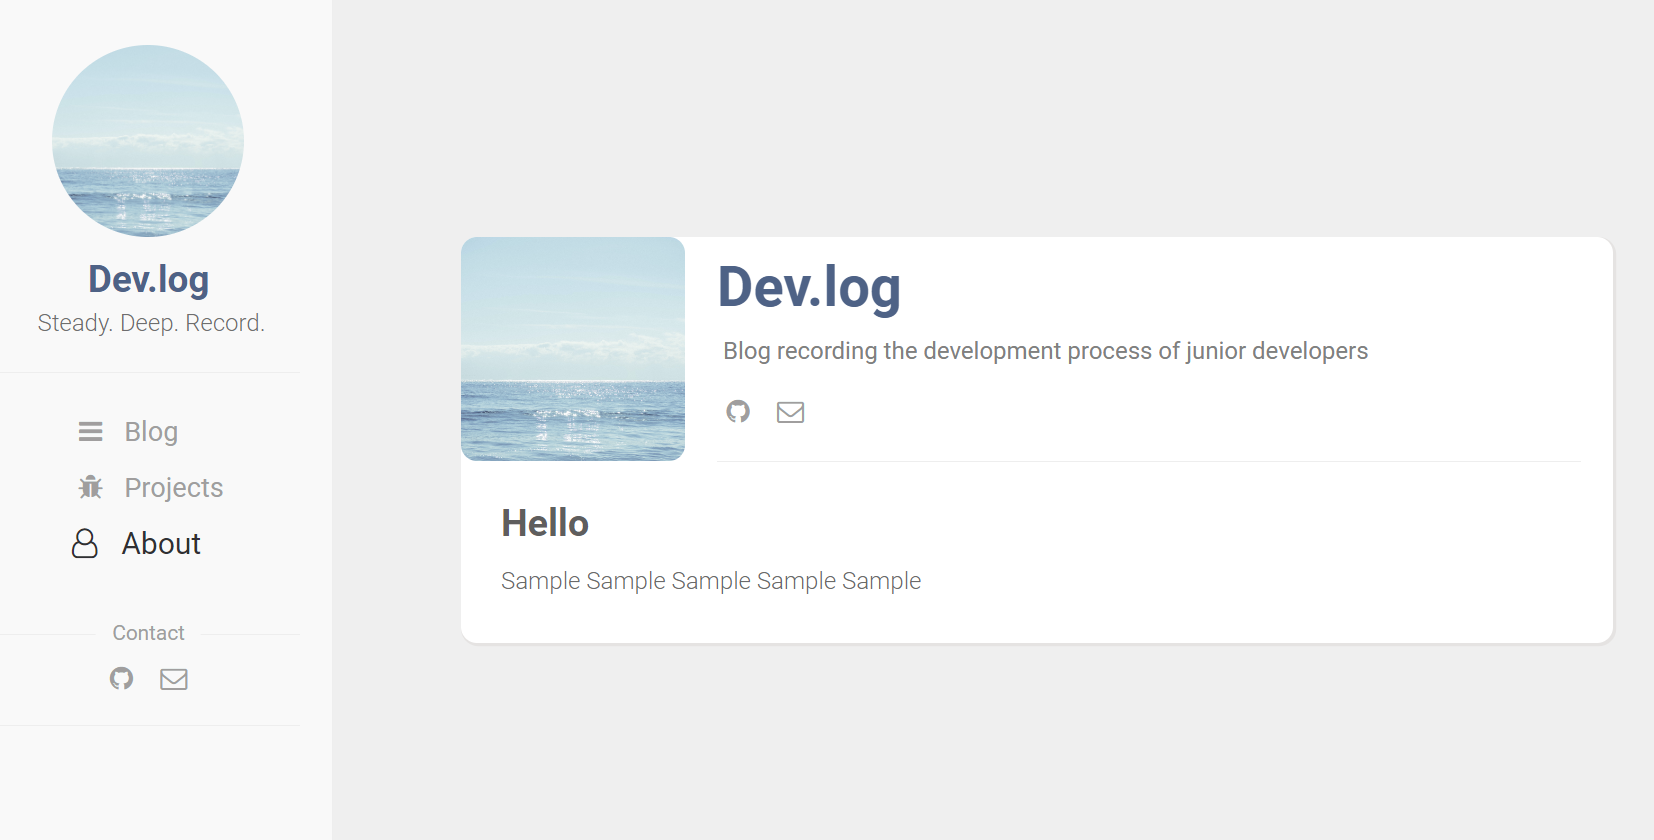 Dev.log
Steady. Deep. Record.
Blog
Projects
About
Contact
Dev.log
Blog recording the development process of junior developers
Hello
Sample Sample Sample Sample Sample